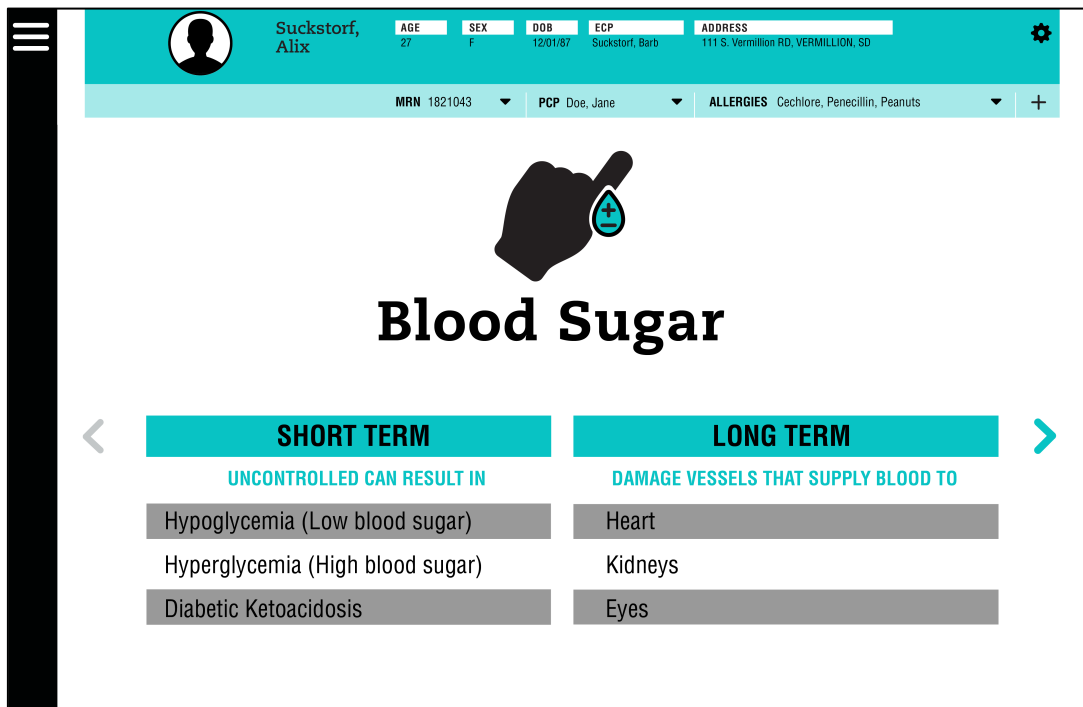 Suckstorf,
Alix
AGE
27
SEX
F
DOB
12/01/87
ECP
Suckstorf, Barb
ADDRESS
111 S. Vermillion RD, VERMILLION, SD
MRN 1821043
PCP Doe, Jane
ALLERGIES Cechlore, Penecillin, Peanuts
Blood Sugar
SHORT TERM
UNCONTROLLED CAN RESULT IN
Hypoglycemia (Low blood sugar)
Hyperglycemia (High blood sugar)
Diabetic Ketoacidosis
LONG TERM
DAMAGE VESSELS THAT SUPPLY BLOOD TO
Heart
Kidneys
Eyes